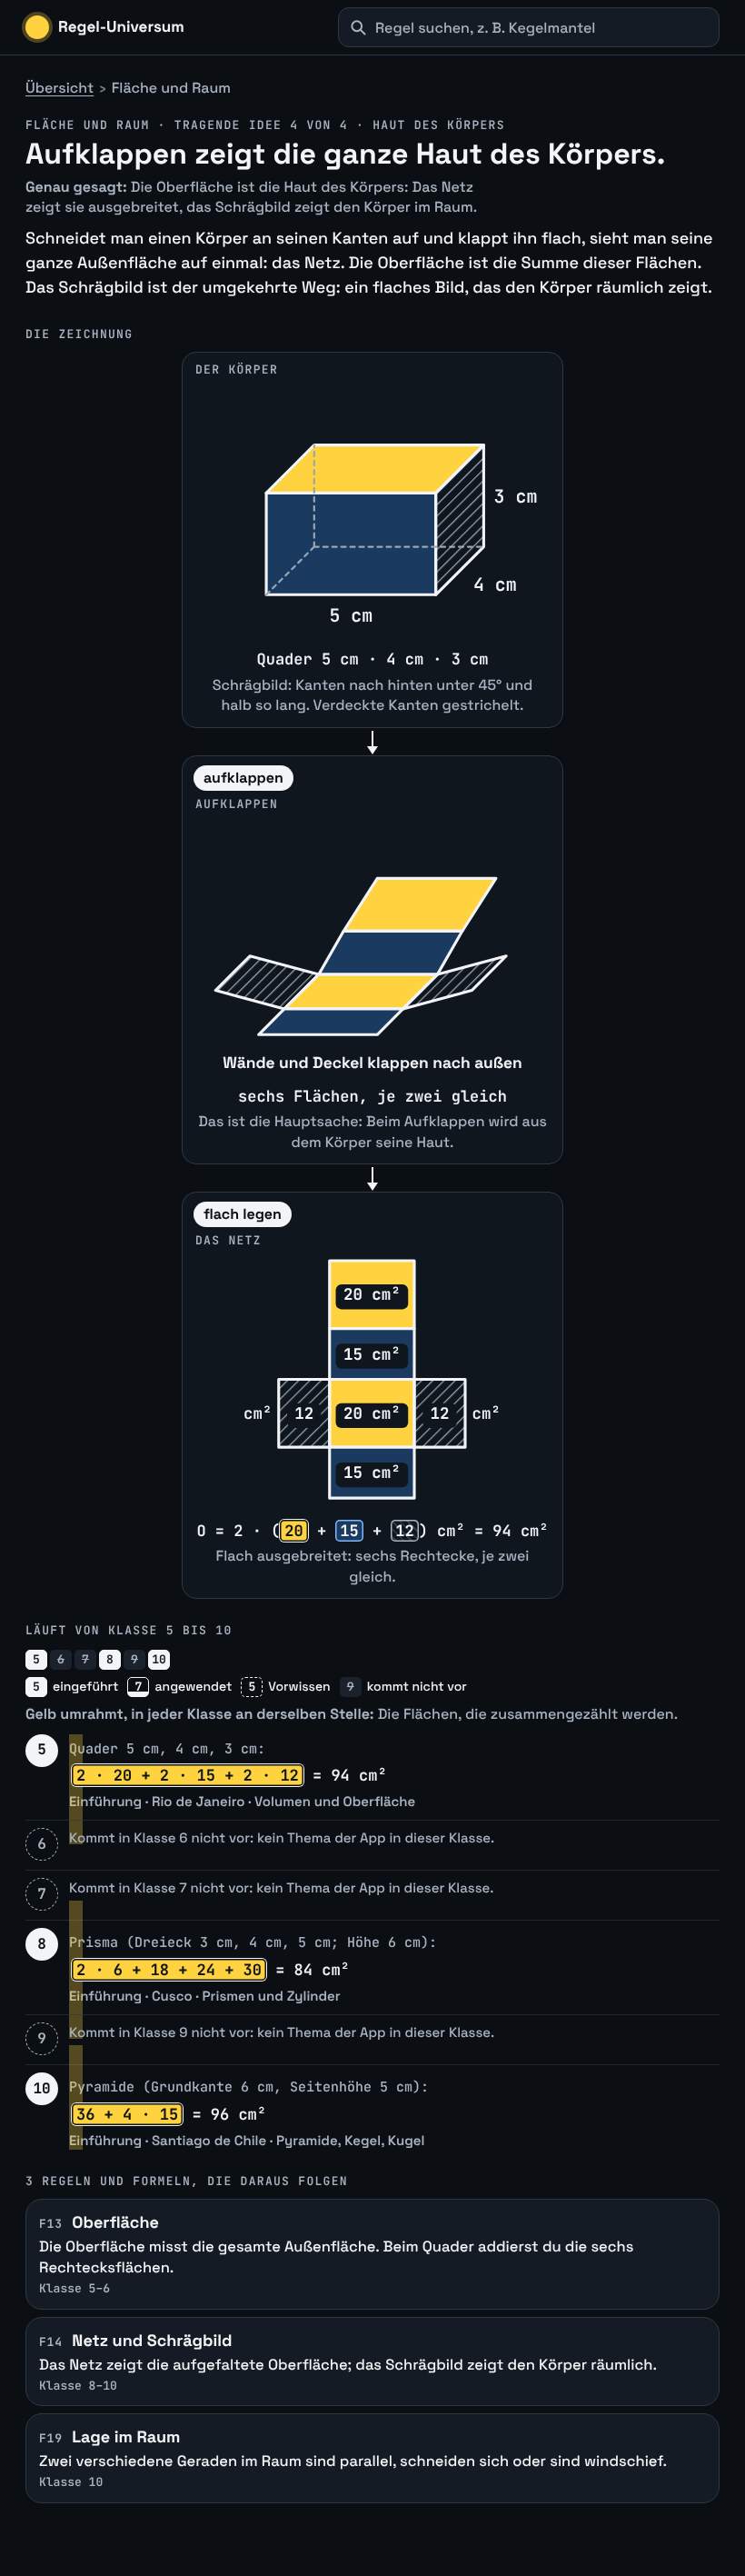 Regel-Universum
Regel suchen, z. B. Kegelmantel
Übersicht > Fläche und Raum
FLÄCHE UND RAUM · TRAGENDE IDEE 4 VON 4 · HAUT DES KÖRPERS
Aufklappen zeigt die ganze Haut des Körpers.
Genau gesagt: Die Oberfläche ist die Haut des Körpers: Das Netz
zeigt sie ausgebreitet, das Schrägbild zeigt den Körper im Raum.
Schneidet man einen Körper an seinen Kanten auf und klappt ihn flach, sieht man seine
ganze Außenfläche auf einmal: das Netz. Die Oberfläche ist die Summe dieser Flächen.
Das Schrägbild ist der umgekehrte Weg: ein flaches Bild, das den Körper räumlich zeigt.
DIE ZEICHNUNG
DER KÖRPER
3 cm
4 cm
5 cm
Quader 5 cm · 4 cm · 3 cm
Schrägbild: Kanten nach hinten unter 45° und
halb so lang. Verdeckte Kanten gestrichelt.
aufklappen
AUFKLAPPEN
Wände und Deckel klappen nach außen
sechs Flächen, je zwei gleich
Das ist die Hauptsache: Beim Aufklappen wird aus
dem Körper seine Haut.
flach legen
DAS NETZ
20 cm²
15 cm²
cm² 12 20 cm² 12 cm²
15 cm²
O = 2 · (20 + 15 + 12) cm² = 94 cm²
Flach ausgebreitet: sechs Rechtecke, je zwei
gleich.
LÄUFT VON KLASSE 5 BIS 10
5 6 7 8 9 10
5 eingeführt 7 angewendet 5 Vorwissen 9 kommt nicht vor
Gelb umrahmt, in jeder Klasse an derselben Stelle: Die Flächen, die zusammengezählt werden.
5 Quader 5 cm, 4 cm, 3 cm:
2 · 20 + 2 · 15 + 2 · 12 = 94 cm²
Einführung · Rio de Janeiro · Volumen und Oberfläche
6 Kommt in Klasse 6 nicht vor: kein Thema der App in dieser Klasse.
7 Kommt in Klasse 7 nicht vor: kein Thema der App in dieser Klasse.
8 Prisma (Dreieck 3 cm, 4 cm, 5 cm; Höhe 6 cm):
2 · 6 + 18 + 24 + 30 = 84 cm²
Einführung · Cusco · Prismen und Zylinder
9 Kommt in Klasse 9 nicht vor: kein Thema der App in dieser Klasse.
10 Pyramide (Grundkante 6 cm, Seitenhöhe 5 cm):
36 + 4 · 15 = 96 cm²
Einführung · Santiago de Chile · Pyramide, Kegel, Kugel
3 REGELN UND FORMELN, DIE DARAUS FOLGEN
F13 Oberfläche
Die Oberfläche misst die gesamte Außenfläche. Beim Quader addierst du die sechs
Rechtecksflächen.
Klasse 5–6
F14 Netz und Schrägbild
Das Netz zeigt die aufgefaltete Oberfläche; das Schrägbild zeigt den Körper räumlich.
Klasse 8–10
F19 Lage im Raum
Zwei verschiedene Geraden im Raum sind parallel, schneiden sich oder sind windschief.
Klasse 10